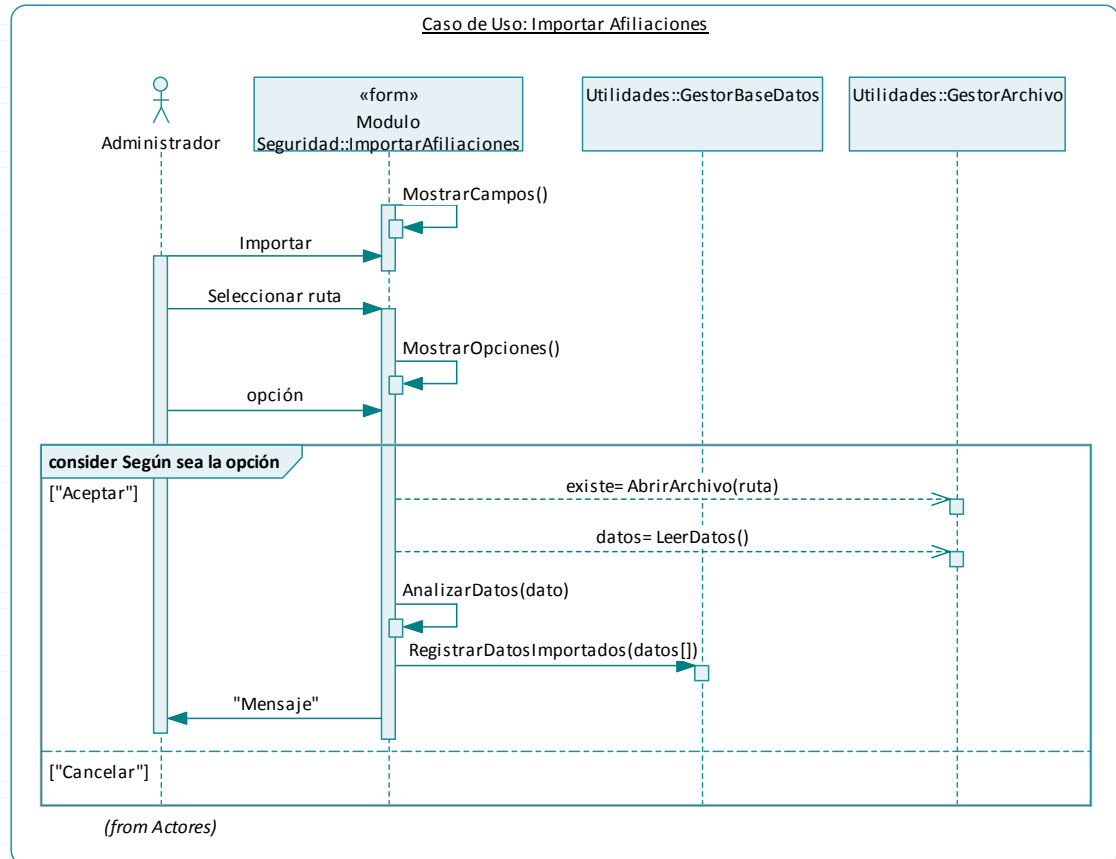 Caso de Uso: Importar Afiliaciones
Administrador
«form»
Modulo
Seguridad::ImportarAfiliaciones
Utilidades::GestorBaseDatos
Utilidades::GestorArchivo
MostrarCampos()
Importar
Seleccionar ruta
MostrarOpciones()
opción
consider Según sea la opción
["Aceptar"]
existe= AbrirArchivo(ruta)
datos= LeerDatos()
AnalizarDatos(dato)
RegistrarDatosImportados(datos[])
"Mensaje"
["Cancelar"]
(from Actores)